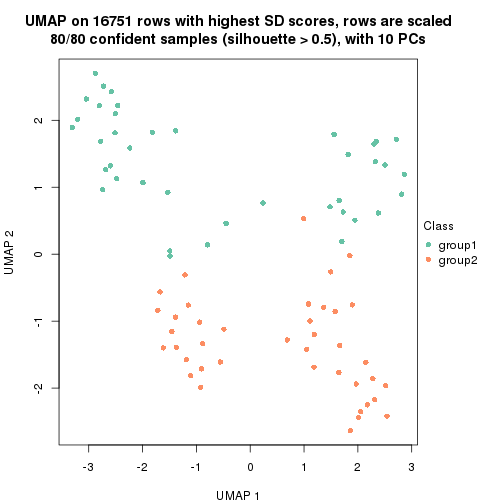 UMAP on 16751 rows with highest SD scores, rows are scaled
80/80 confident samples (silhouette > 0.5), with 10 PCs
2
1
0
-1
-2
UMAP 2
-3
-2
-1
0
1
2
3
UMAP 1
Class
group1
group2